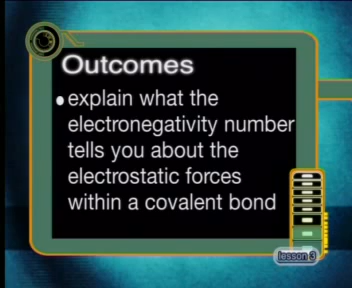 Outcomes
• explain what the
electronegativity number
tells you about the
electrostatic forces
within a covalent bond
lesson 3